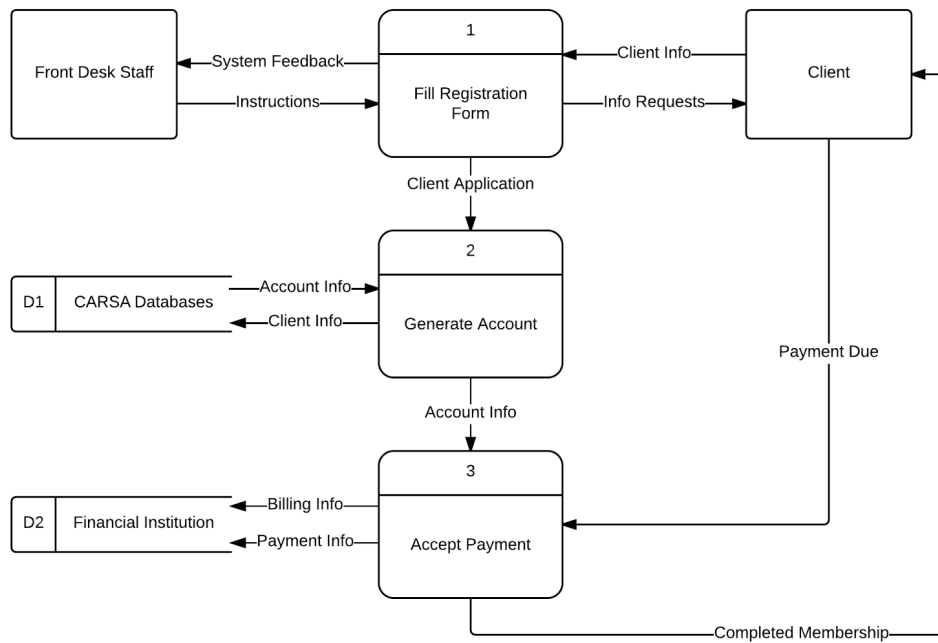 1
Client Info
System Feedback
Front Desk Staff
Client
Fill Registration
Form
Instructions
Info Requests
Client Application
2
Account Info
D1
CARSA Databases
Client Info
Generate Account
Payment Due
Account Info
3
Billing Info
D2
Financial Institution
Payment Info
Accept Payment
Completed Membership